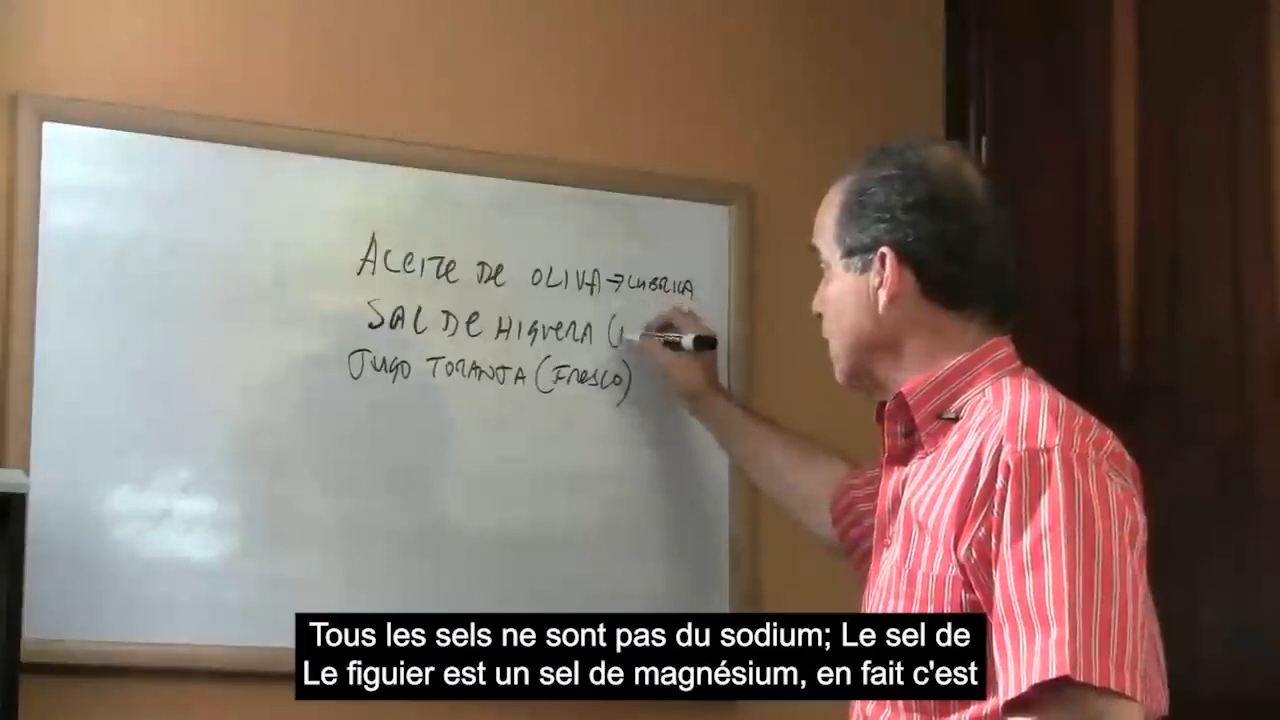 ACEITE DE OLIVA → LUBRICA
SAL DE HIGUERA (
JUGO TORANJA (FRESCO)
Tous les sels ne sont pas du sodium; Le sel de
Le figuier est un sel de magnésium, en fait c'est